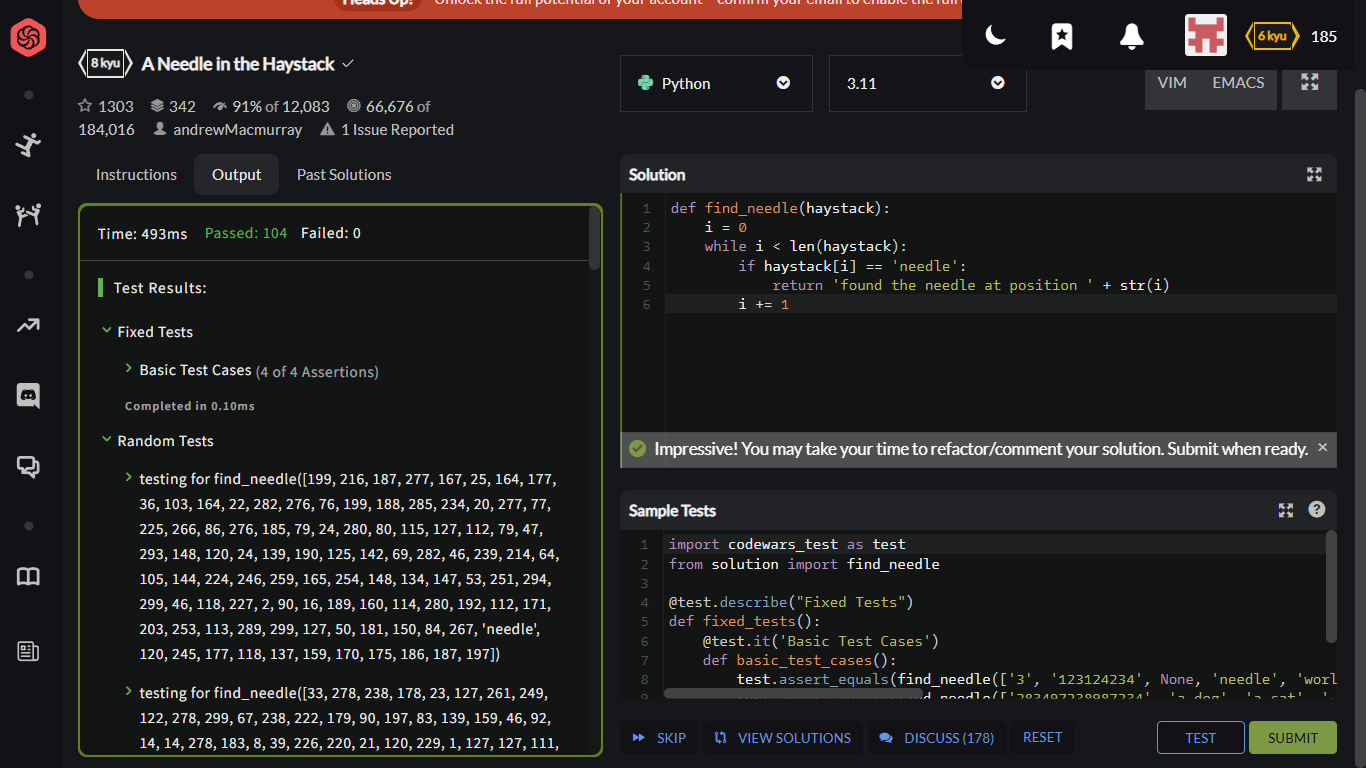 Heads Up! Unlock the full potential of your account - confirm your email to enable the full
6 kyu 185
8 kyu A Needle in the Haystack
1303 342 91% of 12,083 66,676 of
184,016 andrewMacmurray 1 Issue Reported
Instructions Output Past Solutions
Time: 493ms Passed: 104 Failed: 0
Test Results:
Fixed Tests
Basic Test Cases (4 of 4 Assertions)
Completed in 0.10ms
Random Tests
testing for find_needle([199, 216, 187, 277, 167, 25, 164, 177,
36, 103, 164, 22, 282, 276, 76, 199, 188, 285, 234, 20, 277, 77,
225, 266, 86, 276, 185, 79, 24, 280, 80, 115, 127, 112, 79, 47,
293, 148, 120, 24, 139, 190, 125, 142, 69, 282, 46, 239, 214, 64,
105, 144, 224, 246, 259, 165, 254, 148, 134, 147, 53, 251, 294,
299, 46, 118, 227, 2, 90, 16, 189, 160, 114, 280, 192, 112, 171,
203, 253, 113, 289, 299, 127, 50, 181, 150, 84, 267, 'needle',
120, 245, 177, 118, 137, 159, 170, 175, 186, 187, 197])
testing for find_needle([33, 278, 238, 178, 23, 127, 261, 249,
122, 278, 299, 67, 238, 222, 179, 90, 197, 83, 139, 159, 46, 92,
14, 14, 278, 183, 8, 39, 226, 220, 21, 120, 229, 1, 127, 127, 111,
Python 3.11 VIM EMACS
Solution
1 def find_needle(haystack):
2 i = 0
3 while i < len(haystack):
4 if haystack[i] == 'needle':
5 return 'found the needle at position ' + str(i)
6 i += 1
Impressive! You may take your time to refactor/comment your solution. Submit when ready. ×
Sample Tests ?
1 import codewars_test as test
2 from solution import find_needle
3
4 @test.describe("Fixed Tests")
5 def fixed_tests():
6 @test.it('Basic Test Cases')
7 def basic_test_cases():
8 test.assert_equals(find_needle(['3', '123124234', None, 'needle', 'worl
9
SKIP VIEW SOLUTIONS DISCUSS (178) RESET TEST SUBMIT